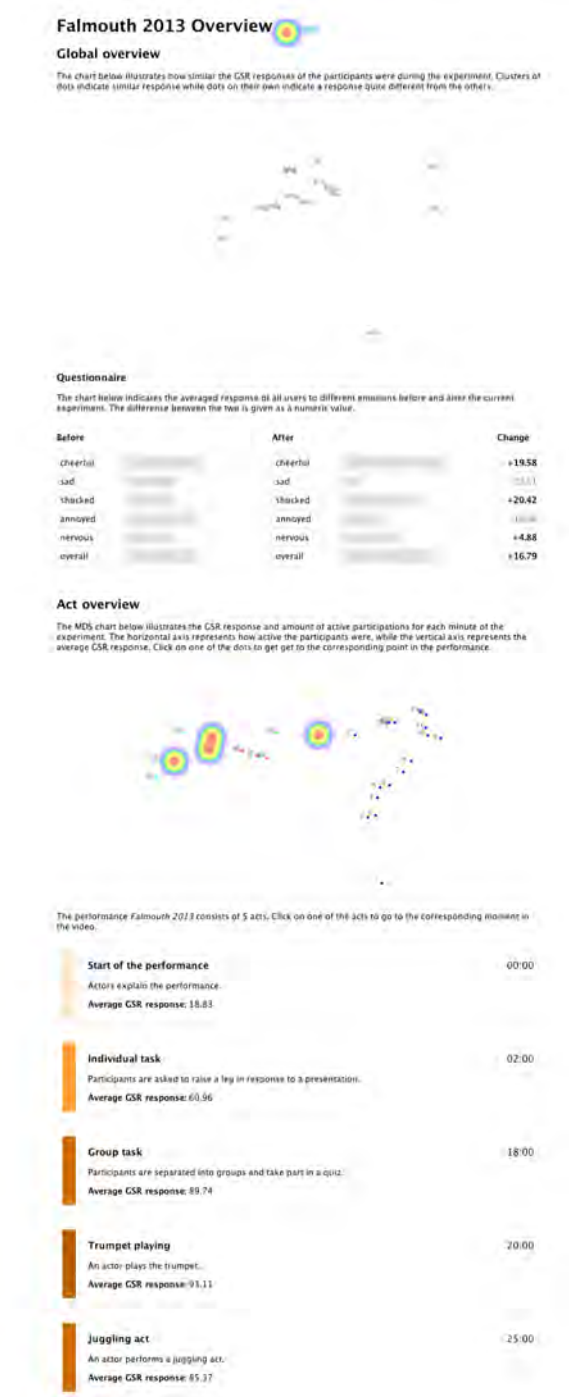 Falmouth 2013 Overview
Global overview
The chart below illustrates how similar the GSR responses of the participants were during the experiment. Clusters of
dots indicate similar response while dots on their own indicate a response quite different from the others.
Questionnaire
The chart below indicates the averaged response of all users to different emotions before and after the current
experiment. The difference between the two is given as a numeric value.
Before After Change
cheerful cheerful +19.58
sad sad
shocked shocked +20.42
annoyed annoyed
nervous nervous +4.88
overall overall +16.79
Act overview
The MDS chart below illustrates the GSR response and amount of active participations for each minute of the
experiment. The horizontal axis represents how active the participants were, while the vertical axis represents the
average GSR response. Click on one of the dots to get get to the corresponding point in the performance.
The performance Falmouth 2013 consists of 5 acts. Click on one of the acts to go to the corresponding moment in
the video.
Start of the performance 00:00
Actors explain the performance.
Average GSR response: 18.83
Individual task 02:00
Participants are asked to raise a leg in response to a presentation.
Average GSR response: 60.96
Group task 18:00
Participants are separated into groups and take part in a quiz.
Average GSR response: 89.74
Trumpet playing 20:00
An actor plays the trumpet.
Average GSR response: 93.11
Juggling act 25:00
An actor performs a juggling act.
Average GSR response: 85.37